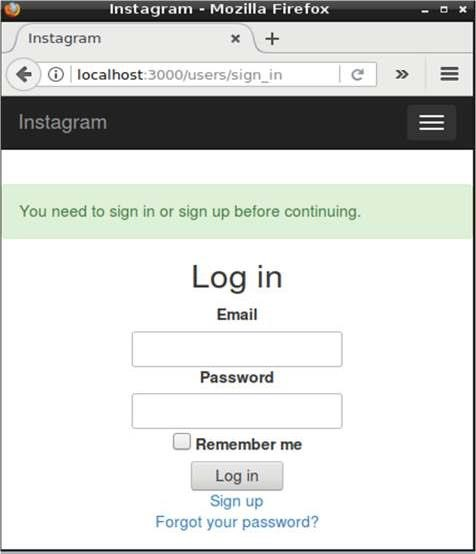 Instagram - Mozilla Firefox
Instagram
localhost:3000/users/sign_in
Instagram
You need to sign in or sign up before continuing.
Log in
Email
Password
Remember me
Log in
Sign up
Forgot your password?